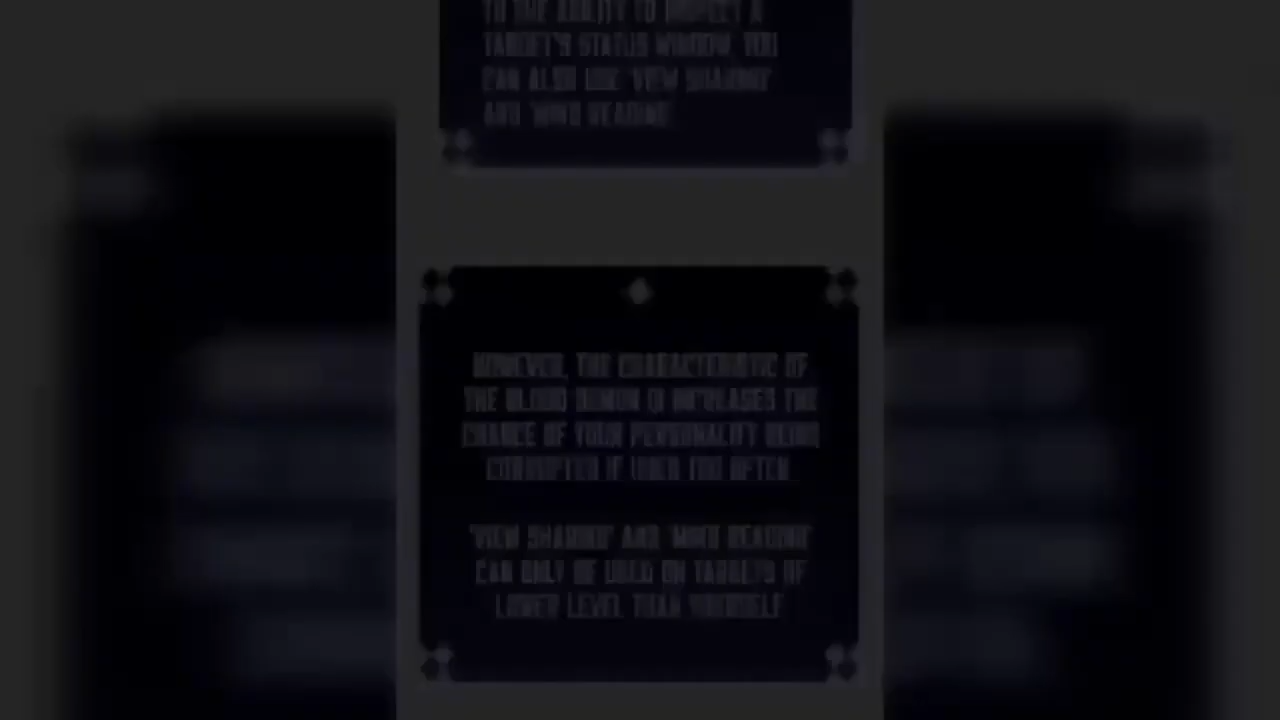 TO THE ABILITY TO INSPECT A
TARGET'S STATUS WINDOW, YOU
CAN ALSO USE 'VIEW SHARING'
AND 'MIND READING'.
HOWEVER, THE CHARACTERISTIC OF
THE BLOOD DEMON IQ INCREASES THE
CHANCE OF YOUR PERSONALITY BEING
CORRUPTED IF USED TOO OFTEN.
'VIEW SHARING' AND 'MIND READING'
CAN ONLY BE USED ON TARGETS OF
LOWER LEVEL THAN YOURSELF.